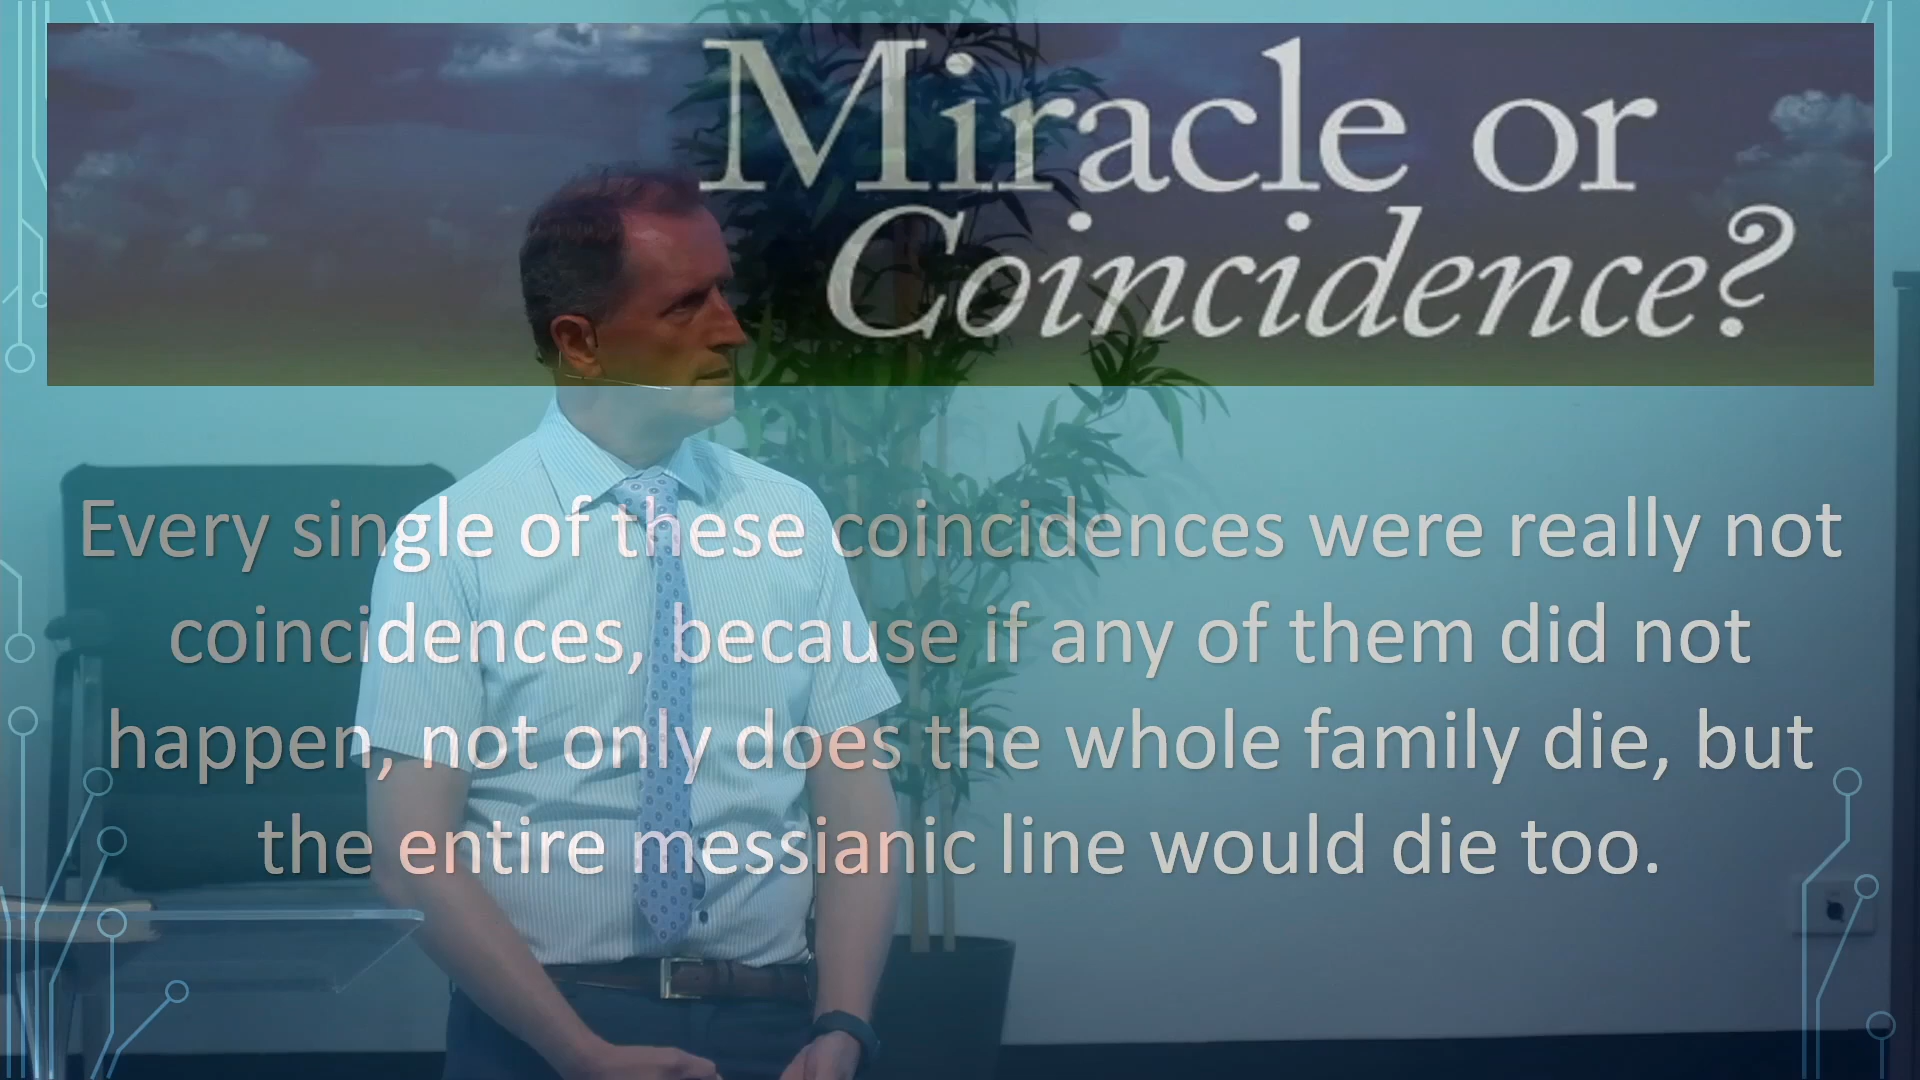 Miracle or
Coincidence?
Every single of these coincidences were really not
coincidences, because if any of them did not
happen, not only does the whole family die, but
the entire messianic line would die too.